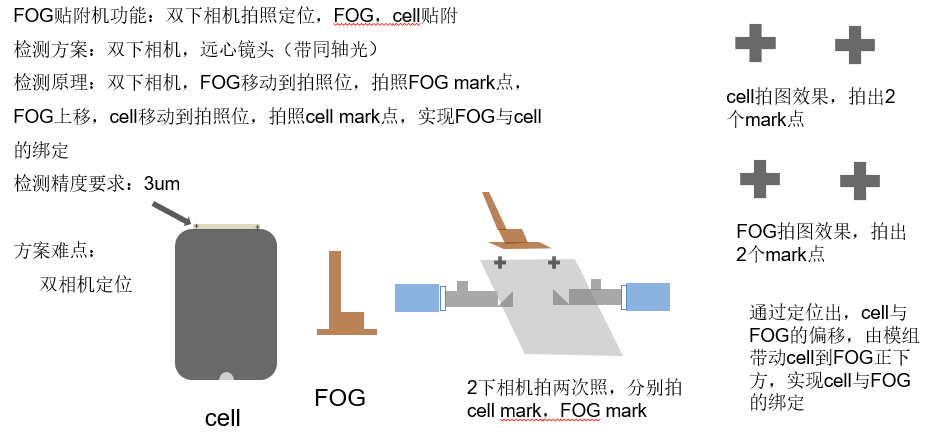 FOG贴附机功能：双下相机拍照定位，FOG，cell贴附
检测方案：双下相机，远心镜头（带同轴光）
检测原理：双下相机，FOG移动到拍照位，拍照FOG mark点，
FOG上移，cell移动到拍照位，拍照cell mark点，实现FOG与cell
的绑定
检测精度要求：3um
方案难点：
双相机定位
cell
FOG
2下相机拍两次照，分别拍
cell mark，FOG mark
cell拍图效果，拍出2
个mark点
FOG拍图效果，拍出
2个mark点
通过定位出，cell与
FOG的偏移，由模组
带动cell到FOG正下
方，实现cell与FOG
的绑定